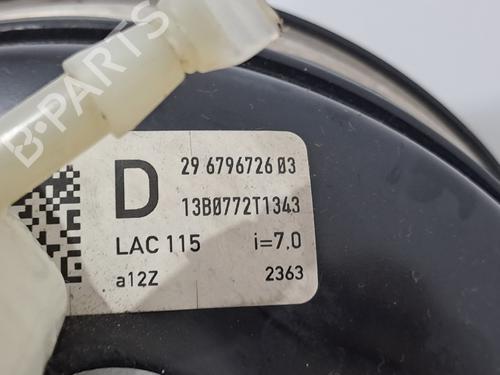 B-PARTS
D
29 6796726 03
13B0772T1343
LAC 115 i=7.0
a12Z 2363